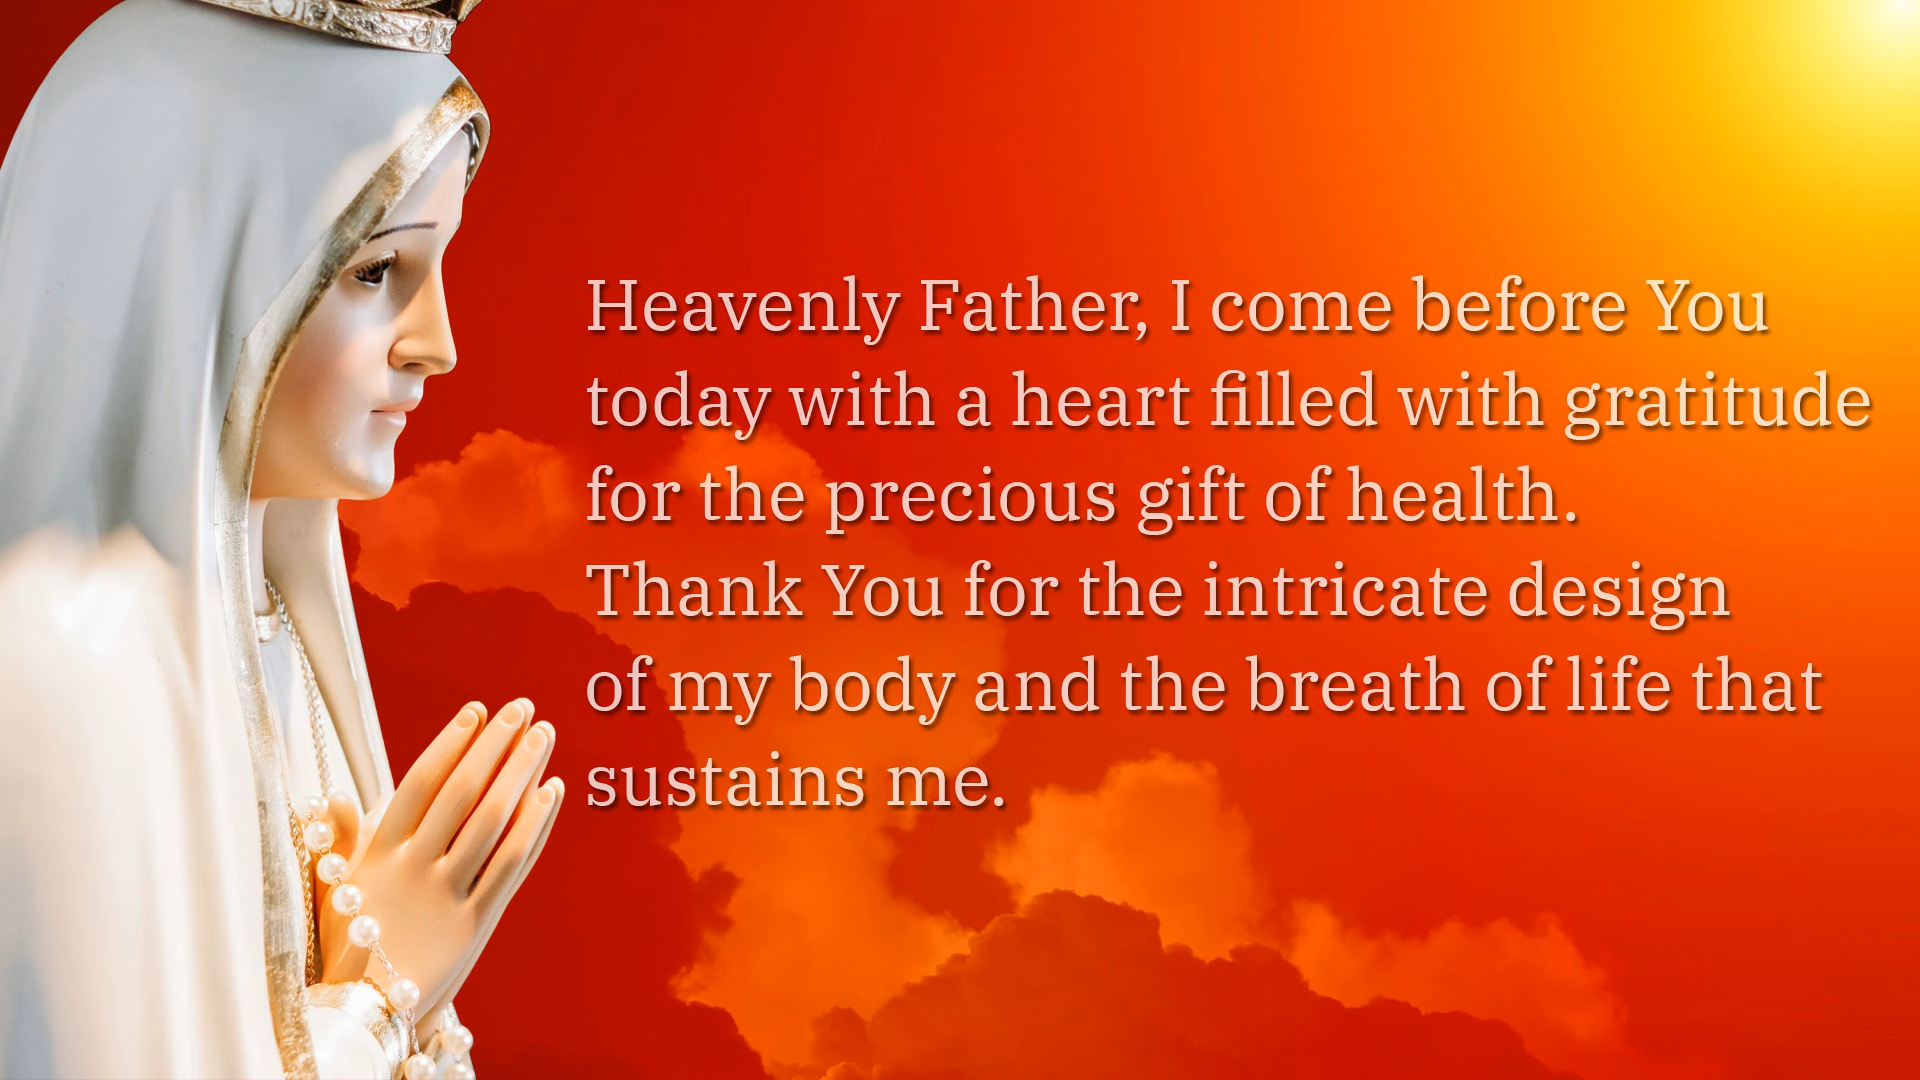 Heavenly Father, I come before You
today with a heart filled with gratitude
for the precious gift of health.
Thank You for the intricate design
of my body and the breath of life that
sustains me.